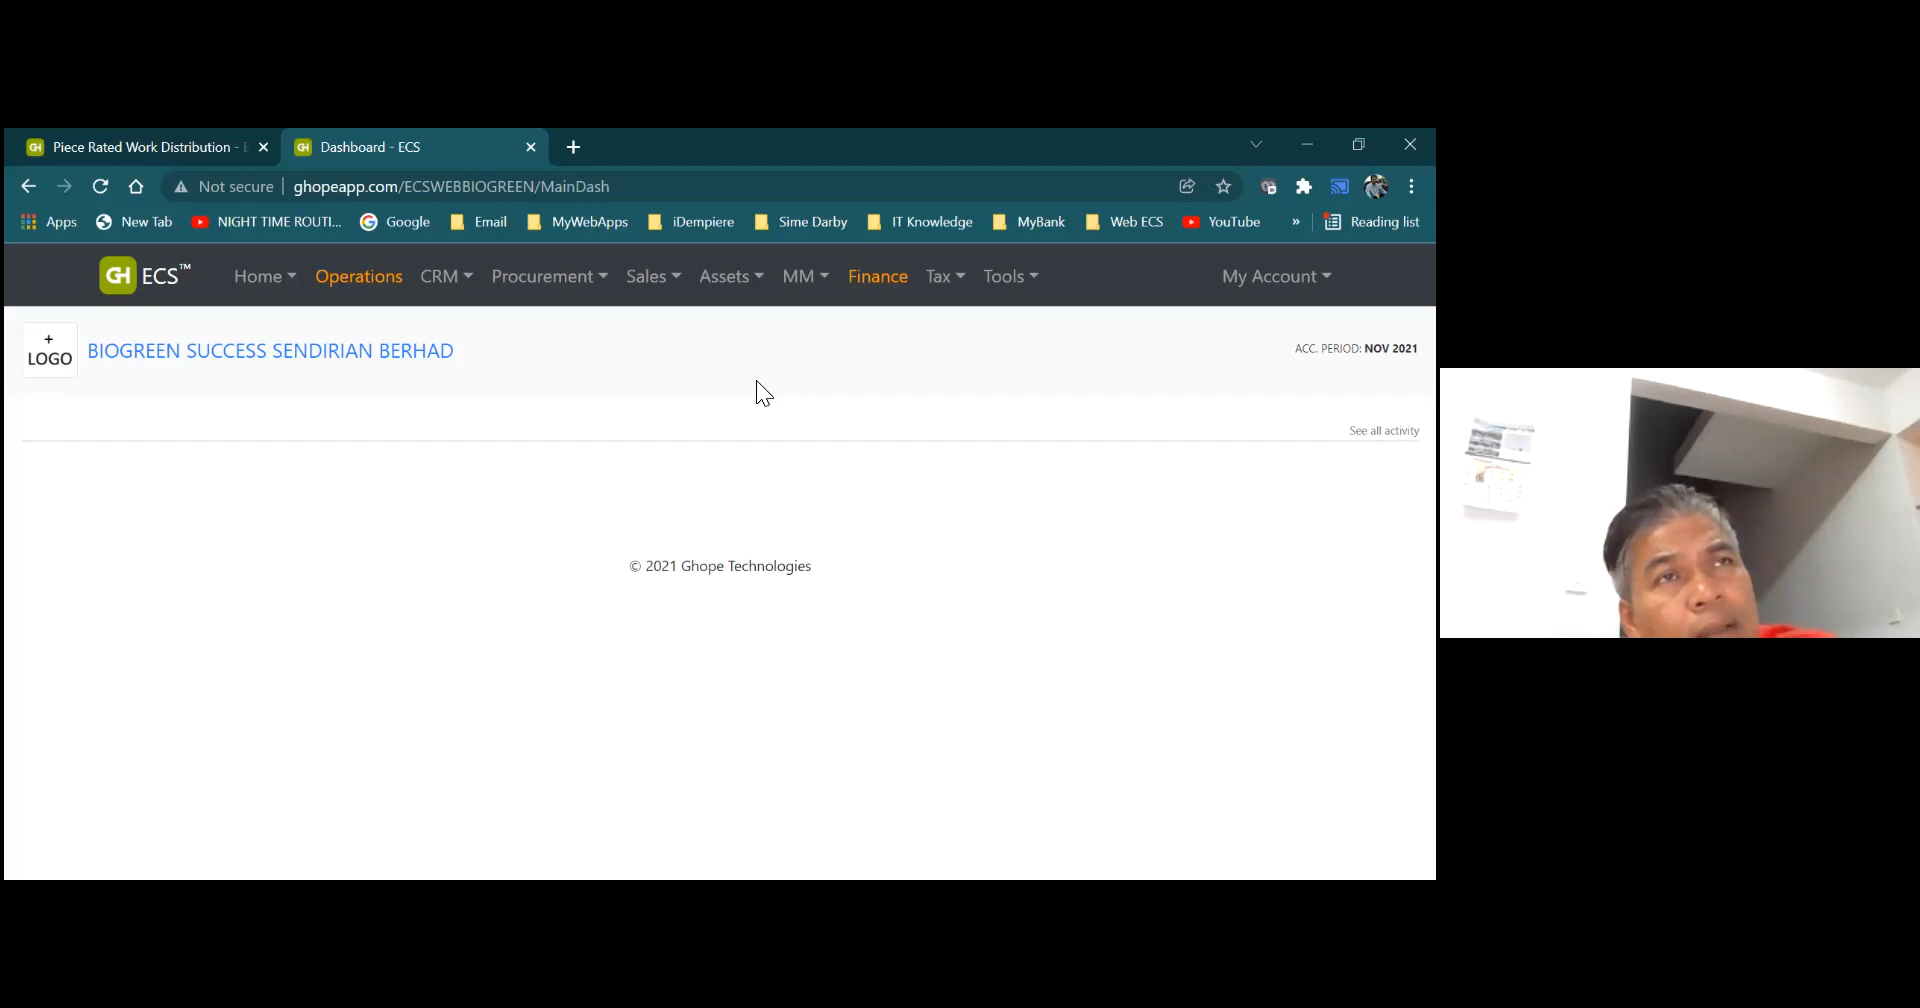 Piece Rated Work Distribution -
Dashboard - ECS
Not secure
ghopeapp.com/ECSWEBBIOGREEN/MainDash
Apps
New Tab
NIGHT TIME ROUTI...
Google
Email
MyWebApps
iDempiere
Sime Darby
IT Knowledge
MyBank
Web ECS
YouTube
»
Reading list
GH ECS™
Home
Operations
CRM
Procurement
Sales
Assets
MM
Finance
Tax
Tools
My Account
+
LOGO
BIOGREEN SUCCESS SENDIRIAN BERHAD
ACC. PERIOD: NOV 2021
See all activity
© 2021 Ghope Technologies